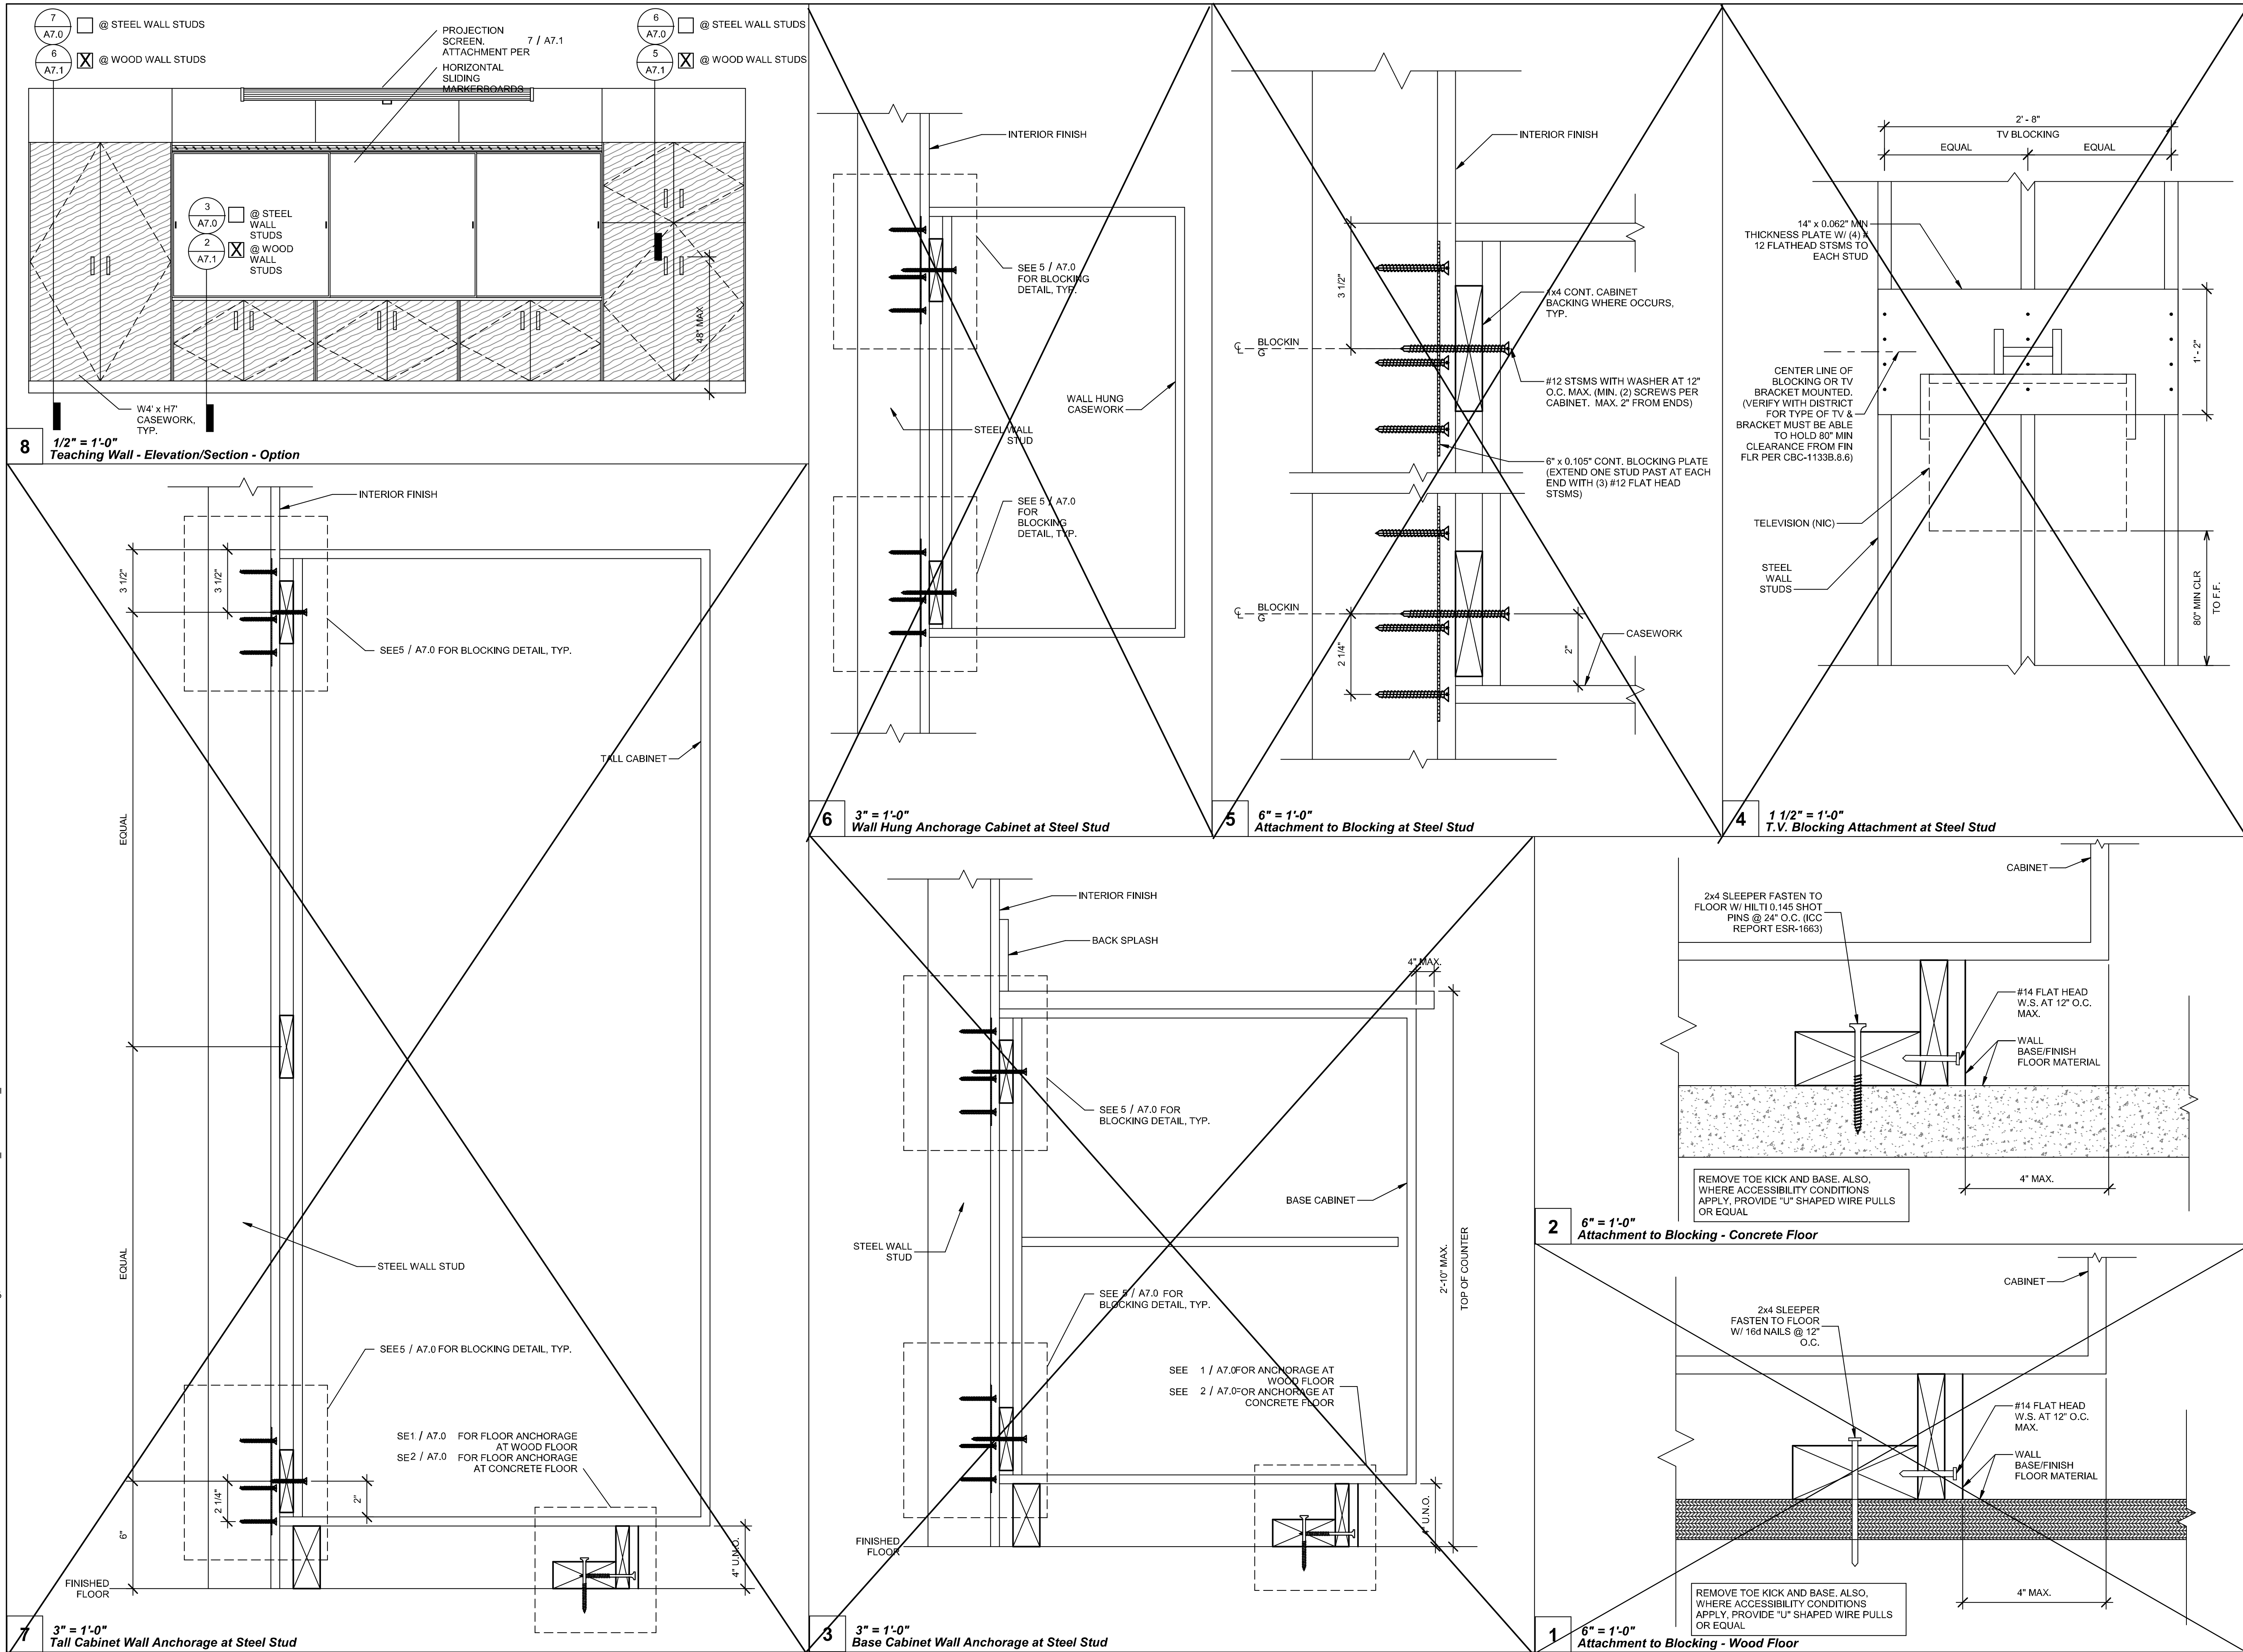 7
A7.0
@ STEEL WALL STUDS
6
A7.1
X
@ WOOD WALL STUDS
PROJECTION
SCREEN.
ATTACHMENT PER
7 / A7.1
HORIZONTAL
SLIDING
MARKERBOARDS
6
A7.0
@ STEEL WALL STUDS
5
A7.1
X
@ WOOD WALL STUDS
3
A7.0
@ STEEL
WALL
STUDS
2
A7.1
X
@ WOOD
WALL
STUDS
48" MAX
W4' x H7'
CASEWORK,
TYP.
8
1/2" = 1'-0"
Teaching Wall - Elevation/Section - Option
INTERIOR FINISH
3 1/2"
3 1/2"
SEE5 / A7.0 FOR BLOCKING DETAIL, TYP.
TALL CABINET
EQUAL
EQUAL
STEEL WALL STUD
SEE5 / A7.0 FOR BLOCKING DETAIL, TYP.
SE1 / A7.0 FOR FLOOR ANCHORAGE
AT WOOD FLOOR
SE2 / A7.0 FOR FLOOR ANCHORAGE
AT CONCRETE FLOOR
2 1/4"
2"
6"
4" U.N.O.
FINISHED
FLOOR
7
3" = 1'-0"
Tall Cabinet Wall Anchorage at Steel Stud
INTERIOR FINISH
SEE 5 / A7.0
FOR BLOCKING
DETAIL, TYP.
WALL HUNG
CASEWORK
STEEL WALL
STUD
SEE 5 / A7.0
FOR
BLOCKING
DETAIL, TYP.
6
3" = 1'-0"
Wall Hung Anchorage Cabinet at Steel Stud
INTERIOR FINISH
3 1/2"
1x4 CONT. CABINET
BACKING WHERE OCCURS,
TYP.
CL
BLOCKIN
G
#12 STSMS WITH WASHER AT 12"
O.C. MAX. (MIN. (2) SCREWS PER
CABINET. MAX. 2" FROM ENDS)
6" x 0.105" CONT. BLOCKING PLATE
(EXTEND ONE STUD PAST AT EACH
END WITH (3) #12 FLAT HEAD
STSMS)
CL
BLOCKIN
G
CASEWORK
2 1/4"
2"
5
6" = 1'-0"
Attachment to Blocking at Steel Stud
2' - 8"
TV BLOCKING
EQUAL
EQUAL
14" x 0.062" MIN
THICKNESS PLATE W/ (4) #
12 FLATHEAD STSMS TO
EACH STUD
1' - 2"
CENTER LINE OF
BLOCKING OR TV
BRACKET MOUNTED.
(VERIFY WITH DISTRICT
FOR TYPE OF TV &
BRACKET MUST BE ABLE
TO HOLD 80" MIN
CLEARANCE FROM FIN
FLR PER CBC-1133B.8.6)
TELEVISION (NIC)
STEEL
WALL
STUDS
80" MIN CLR
TO F.F.
4
1 1/2" = 1'-0"
T.V. Blocking Attachment at Steel Stud
INTERIOR FINISH
BACK SPLASH
4" MAX.
SEE 5 / A7.0 FOR
BLOCKING DETAIL, TYP.
BASE CABINET
STEEL WALL
STUD
2'-10" MAX.
TOP OF COUNTER
SEE 5 / A7.0 FOR
BLOCKING DETAIL, TYP.
SEE 1 / A7.0 FOR ANCHORAGE AT
WOOD FLOOR
SEE 2 / A7.0 FOR ANCHORAGE AT
CONCRETE FLOOR
4" U.N.O.
FINISHED
FLOOR
3
3" = 1'-0"
Base Cabinet Wall Anchorage at Steel Stud
CABINET
2x4 SLEEPER FASTEN TO
FLOOR W/ HILTI 0.145 SHOT
PINS @ 24" O.C. (ICC
REPORT ESR-1663)
#14 FLAT HEAD
W.S. AT 12" O.C.
MAX.
WALL
BASE/FINISH
FLOOR MATERIAL
REMOVE TOE KICK AND BASE. ALSO,
WHERE ACCESSIBILITY CONDITIONS
APPLY, PROVIDE "U" SHAPED WIRE PULLS
OR EQUAL
4" MAX.
2
6" = 1'-0"
Attachment to Blocking - Concrete Floor
CABINET
2x4 SLEEPER
FASTEN TO FLOOR
W/ 16d NAILS @ 12"
O.C.
#14 FLAT HEAD
W.S. AT 12" O.C.
MAX.
WALL
BASE/FINISH
FLOOR MATERIAL
REMOVE TOE KICK AND BASE. ALSO,
WHERE ACCESSIBILITY CONDITIONS
APPLY, PROVIDE "U" SHAPED WIRE PULLS
OR EQUAL
4" MAX.
1
6" = 1'-0"
Attachment to Blocking - Wood Floor